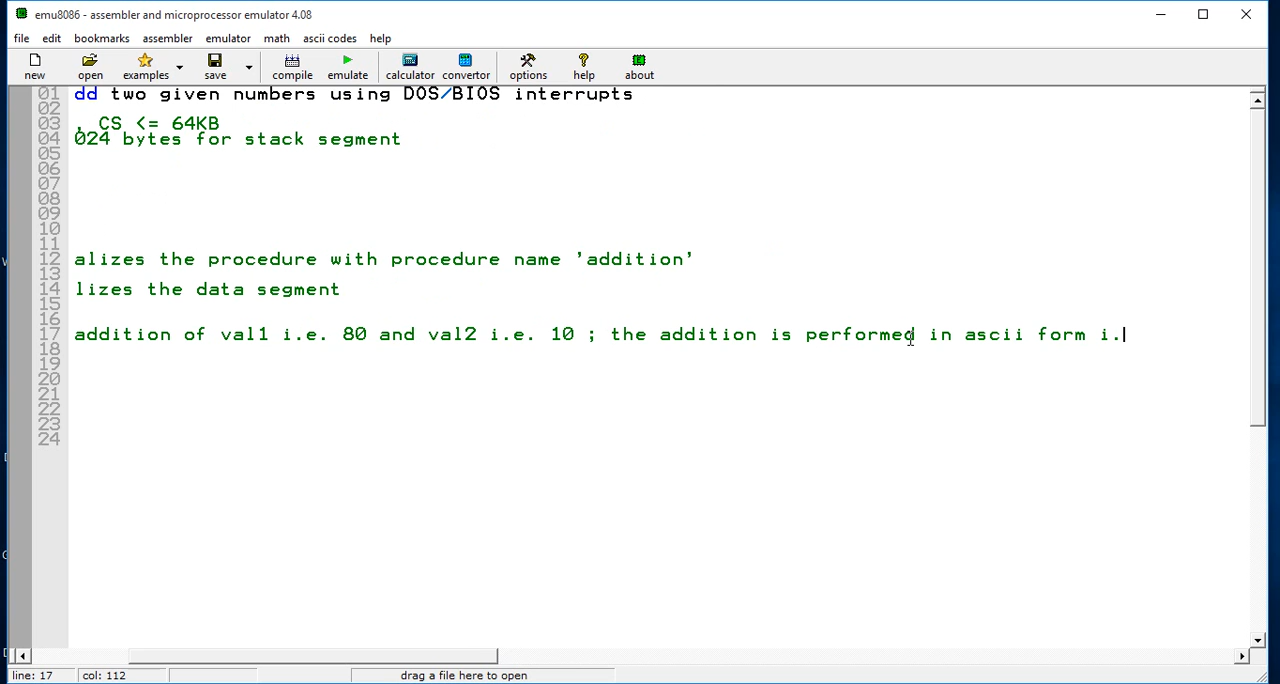 emu8086 - assembler and microprocessor emulator 4.08
file edit bookmarks assembler emulator math ascii codes help
new open examples save compile emulate calculator convertor options help about
01 dd two given numbers using DOS/BIOS interrupts
02
03 , CS <= 64KB
04 024 bytes for stack segment
05
06
07
08
09
10
11
12 alizes the procedure with procedure name 'addition'
13
14 lizes the data segment
15
16
17 addition of val1 i.e. 80 and val2 i.e. 10 ; the addition is performed in ascii form i.
18
19
20
21
22
23
24
line: 17 col: 112 drag a file here to open